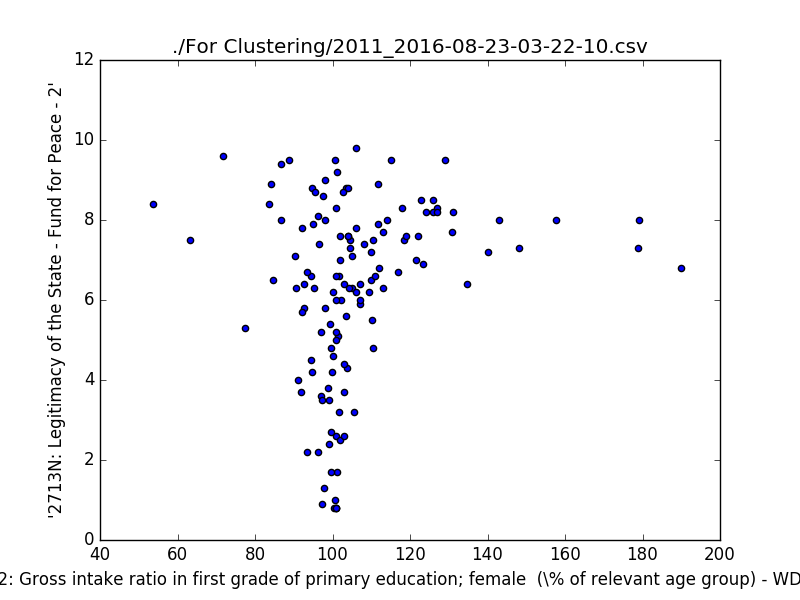 ./For Clustering/2011_2016-08-23-03-22-10.csv
'2713N: Legitimacy of the State - Fund for Peace - 2'
12
10
8
6
4
2
0
40 60 80 100 120 140 160 180 200
2: Gross intake ratio in first grade of primary education; female (\% of relevant age group) - WD